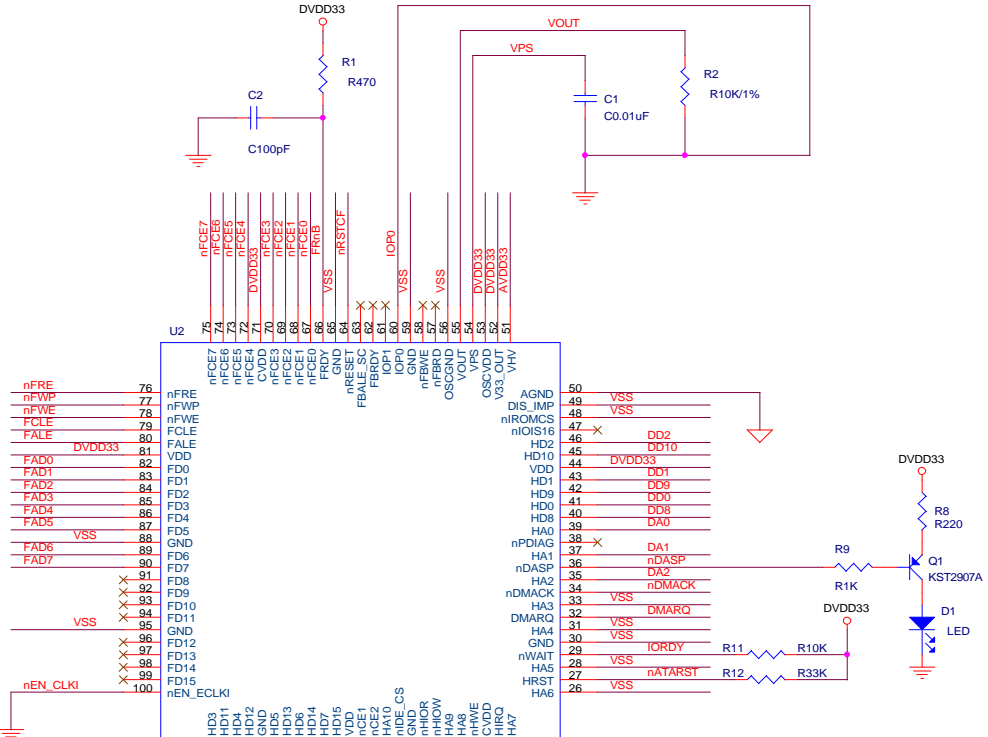 DVDD33
R1
R470
C2
C100pF
VOUT
VPS
R2
R10K/1%
C1
C0.01uF
nFCE7
nFCE6
nFCE5
nFCE4
DVDD33
nFCE3
nFCE2
nFCE1
nFCE0
FRnB
VSS
nRSTCF
IOP0
VSS
VSS
DVDD33
DVDD33
AVDD33
U2
75
74
73
72
71
70
69
68
67
66
65
64
63
62
61
60
59
58
57
56
55
54
53
52
51
nFCE7
nFCE6
nFCE5
nFCE4
CVDD
nFCE3
nFCE2
nFCE1
nFCE0
FRDY
GND
nRESET
FBALE_SC
FBRDY
IOP1
IOP0
GND
nFBWE
nFBRD
OSCGND
VOUT
VPS
OSCVDD
V33_OUT
VHV
nFRE 76 nFRE
nFWP 77 nFWP
nFWE 78 nFWE
FCLE 79 FCLE
FALE 80 FALE
DVDD33 81 VDD
FAD0 82 FD0
FAD1 83 FD1
FAD2 84 FD2
FAD3 85 FD3
FAD4 86 FD4
FAD5 87 FD5
VSS 88 GND
FAD6 89 FD6
FAD7 90 FD7
91 FD8
92 FD9
93 FD10
94 FD11
VSS 95 GND
96 FD12
97 FD13
98 FD14
99 FD15
nEN_CLKI 100 nEN_ECLKI
AGND 50
DIS_IMP 49 VSS
nIROMCS 48 VSS
nIOIS16 47
HD2 46 DD2
HD10 45 DD10
VDD 44 DVDD33
HD1 43 DD1
HD9 42 DD9
HD0 41 DD0
HD8 40 DD8
HA0 39 DA0
nPDIAG 38
HA1 37 DA1
nDASP 36 nDASP
HA2 35 DA2
nDMACK 34 nDMACK
HA3 33 VSS
DMARQ 32 DMARQ
HA4 31 VSS
GND 30 VSS
nWAIT 29 IORDY
HA5 28 VSS
HRST 27 nATARST
HA6 26 VSS
DVDD33
R8
R220
R9
R1K
Q1
KST2907A
DVDD33
D1
LED
R11 R10K
R12 R33K
HD3
HD11
HD4
HD12
GND
HD5
HD13
HD6
HD14
HD7
HD15
VDD
nCE1
nCE2
HA10
nIDE_CS
GND
nHIOR
nHIOW
HA9
HA8
nHWE
CVDD
HIRQ
HA7